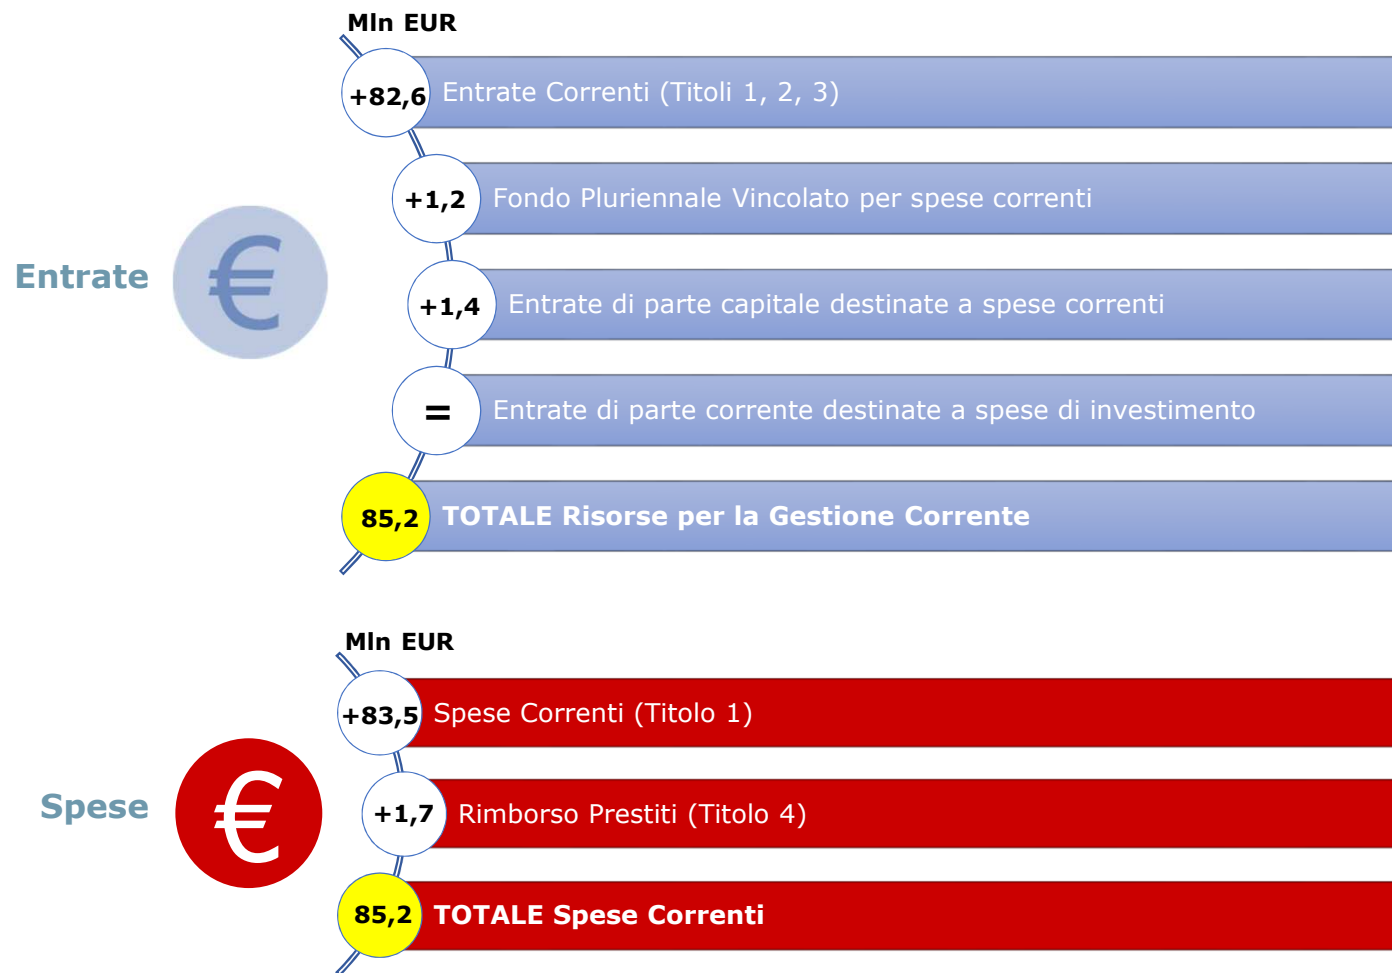 Mln EUR
+82,6 Entrate Correnti (Titoli 1, 2, 3)
+1,2 Fondo Pluriennale Vincolato per spese correnti
Entrate €
+1,4 Entrate di parte capitale destinate a spese correnti
= Entrate di parte corrente destinate a spese di investimento
85,2 TOTALE Risorse per la Gestione Corrente
Mln EUR
+83,5 Spese Correnti (Titolo 1)
Spese €
+1,7 Rimborso Prestiti (Titolo 4)
85,2 TOTALE Spese Correnti